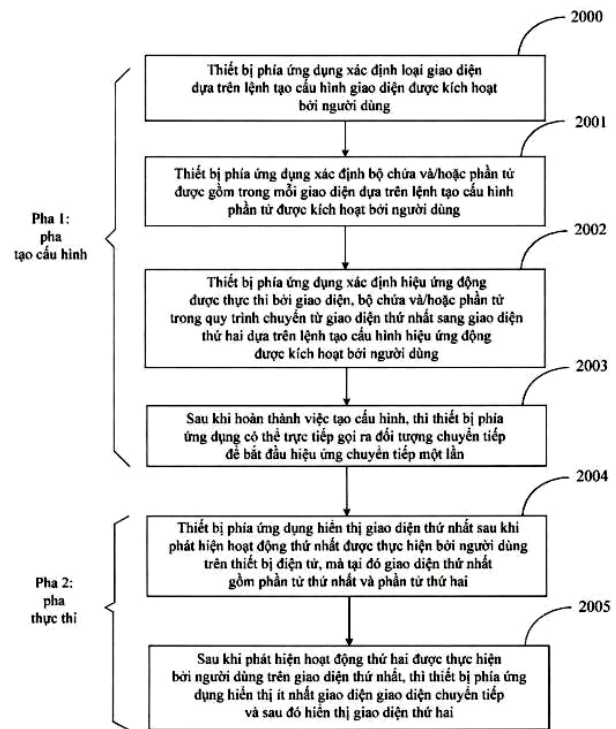 2000
Thiết bị phía ứng dụng xác định loại giao diện
dựa trên lệnh tạo cấu hình giao diện được kích hoạt
bởi người dùng
2001
Thiết bị phía ứng dụng xác định bộ chứa và/hoặc phần tử
được gồm trong mỗi giao diện dựa trên lệnh tạo cấu hình
phần tử được kích hoạt bởi người dùng
Pha 1:
pha
tạo cấu hình
2002
Thiết bị phía ứng dụng xác định hiệu ứng động
được thực thi bởi giao diện, bộ chứa và/hoặc phần tử
trong quy trình chuyển từ giao diện thứ nhất sang giao diện
thứ hai dựa trên lệnh tạo cấu hình hiệu ứng động
được kích hoạt bởi người dùng
2003
Sau khi hoàn thành việc tạo cấu hình, thì thiết bị phía
ứng dụng có thể trực tiếp gọi ra đối tượng chuyển tiếp
để bắt đầu hiệu ứng chuyển tiếp một lần
2004
Thiết bị phía ứng dụng hiển thị giao diện thứ nhất sau khi
phát hiện hoạt động thứ nhất được thực hiện bởi người dùng
trên thiết bị điện tử, mà tại đó giao diện thứ nhất
gồm phần tử thứ nhất và phần tử thứ hai
Pha 2:
pha
thực thi
2005
Sau khi phát hiện hoạt động thứ hai được thực hiện
bởi người dùng trên giao diện thứ nhất, thì thiết bị phía ứng
dụng hiển thị ít nhất giao diện giao diện chuyển tiếp
và sau đó hiển thị giao diện thứ hai